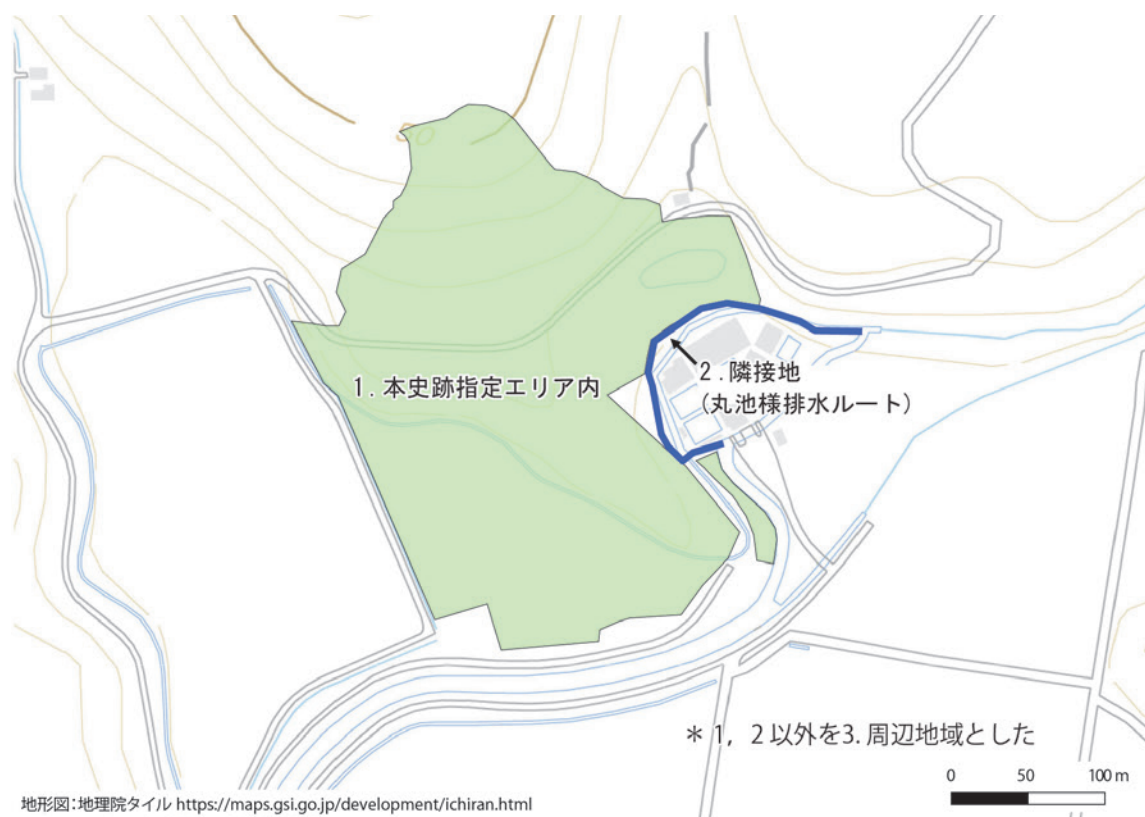 50
1. 本史跡指定エリア内
2. 隣接地
(丸池様排水ルート)
* 1, 2以外を3. 周辺地域とした
0 50 100 m
地形図:地理院タイル https://maps.gsi.go.jp/development/ichiran.html